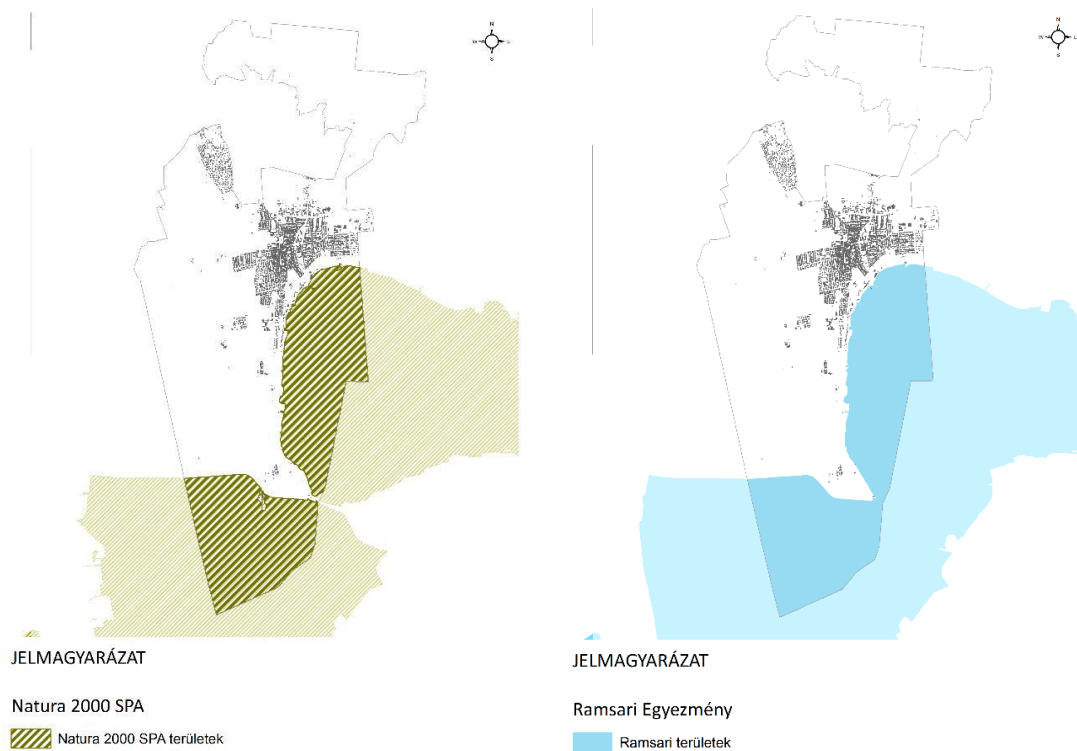 N
S
N
S
JELMAGYARÁZAT
Natura 2000 SPA
Natura 2000 SPA területek
JELMAGYARÁZAT
Ramsari Egyezmény
Ramsari területek